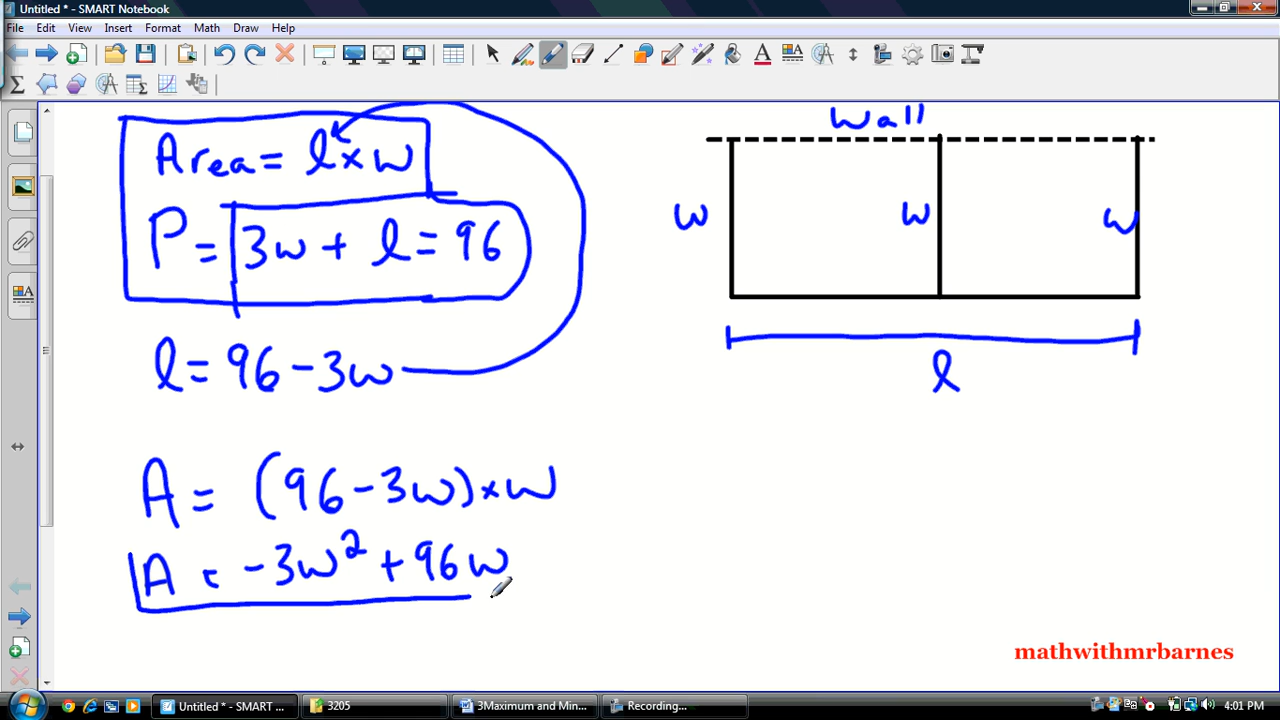 Untitled * - SMART Notebook
File Edit View Insert Format Math Draw Help
Wall
Area = l × w
P = 3w + l = 96
w w w
l = 96 - 3w
l
A = (96 - 3w) × w
A = -3w² + 96w
mathwithmrbarnes
Untitled * - SMART ...
3205
3Maximum and Min...
Recording...
4:01 PM